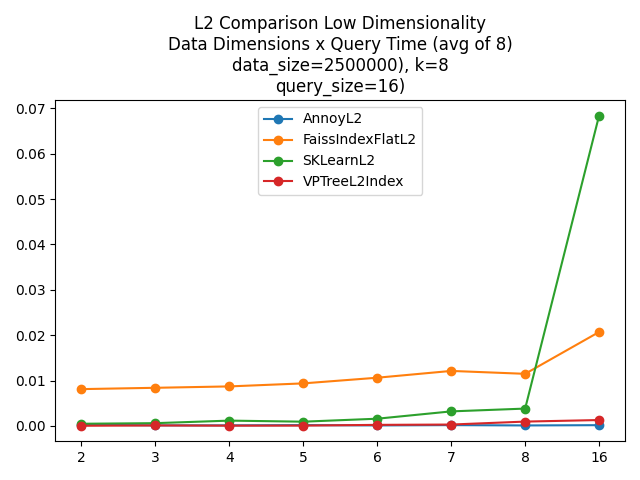 L2 Comparison Low Dimensionality
Data Dimensions x Query Time (avg of 8)
data_size=2500000), k=8
query_size=16)
AnnoyL2
FaissIndexFlatL2
SKLearnL2
VPTreeL2Index
0.07
0.06
0.05
0.04
0.03
0.02
0.01
0.00
2 3 4 5 6 7 8 16